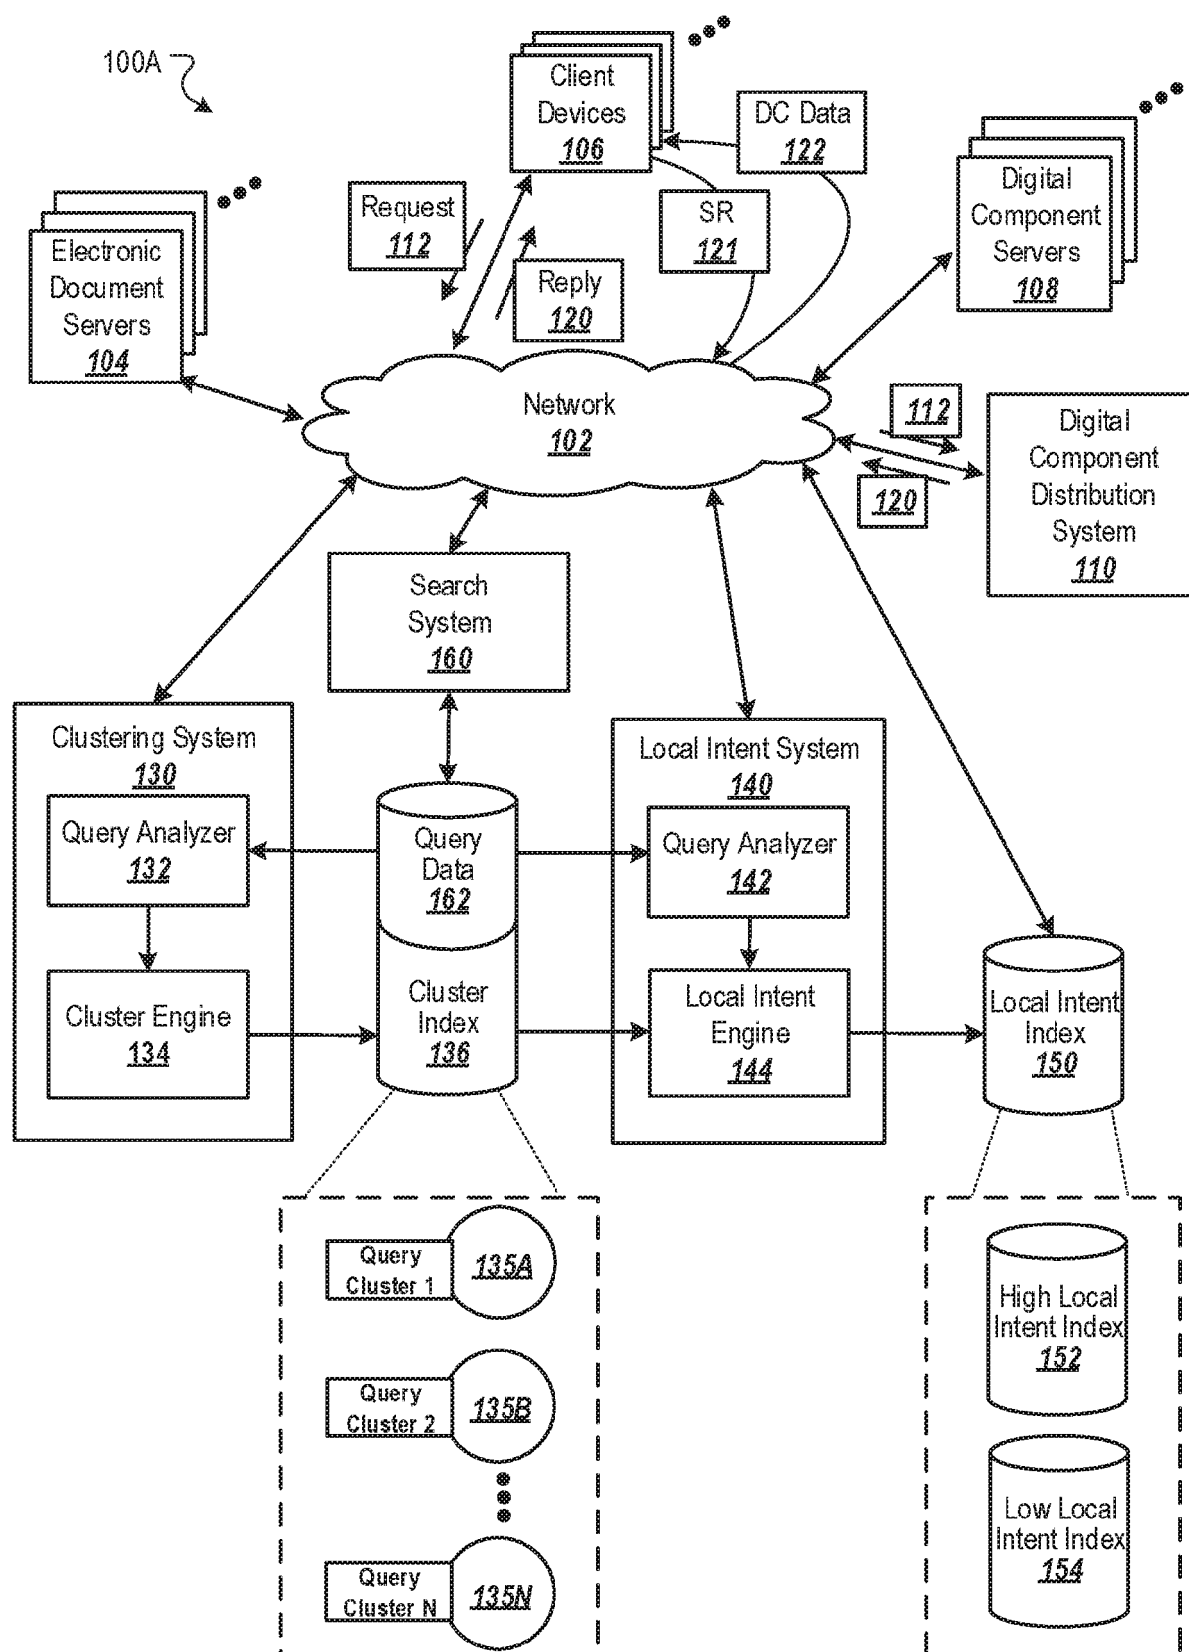 100A
Client
Devices
106
DC Data
122
Digital
Component
Servers
108
Electronic
Document
Servers
104
Request
112
SR
121
Reply
120
Network
102
112
120
Digital
Component
Distribution
System
110
Search
System
160
Clustering System
130
Query Analyzer
132
Cluster Engine
134
Query
Data
162
Cluster
Index
136
Local Intent System
140
Query Analyzer
142
Local Intent
Engine
144
Local Intent
Index
150
Query
Cluster 1
135A
Query
Cluster 2
135B
Query
Cluster N
135N
High Local
Intent Index
152
Low Local
Intent Index
154